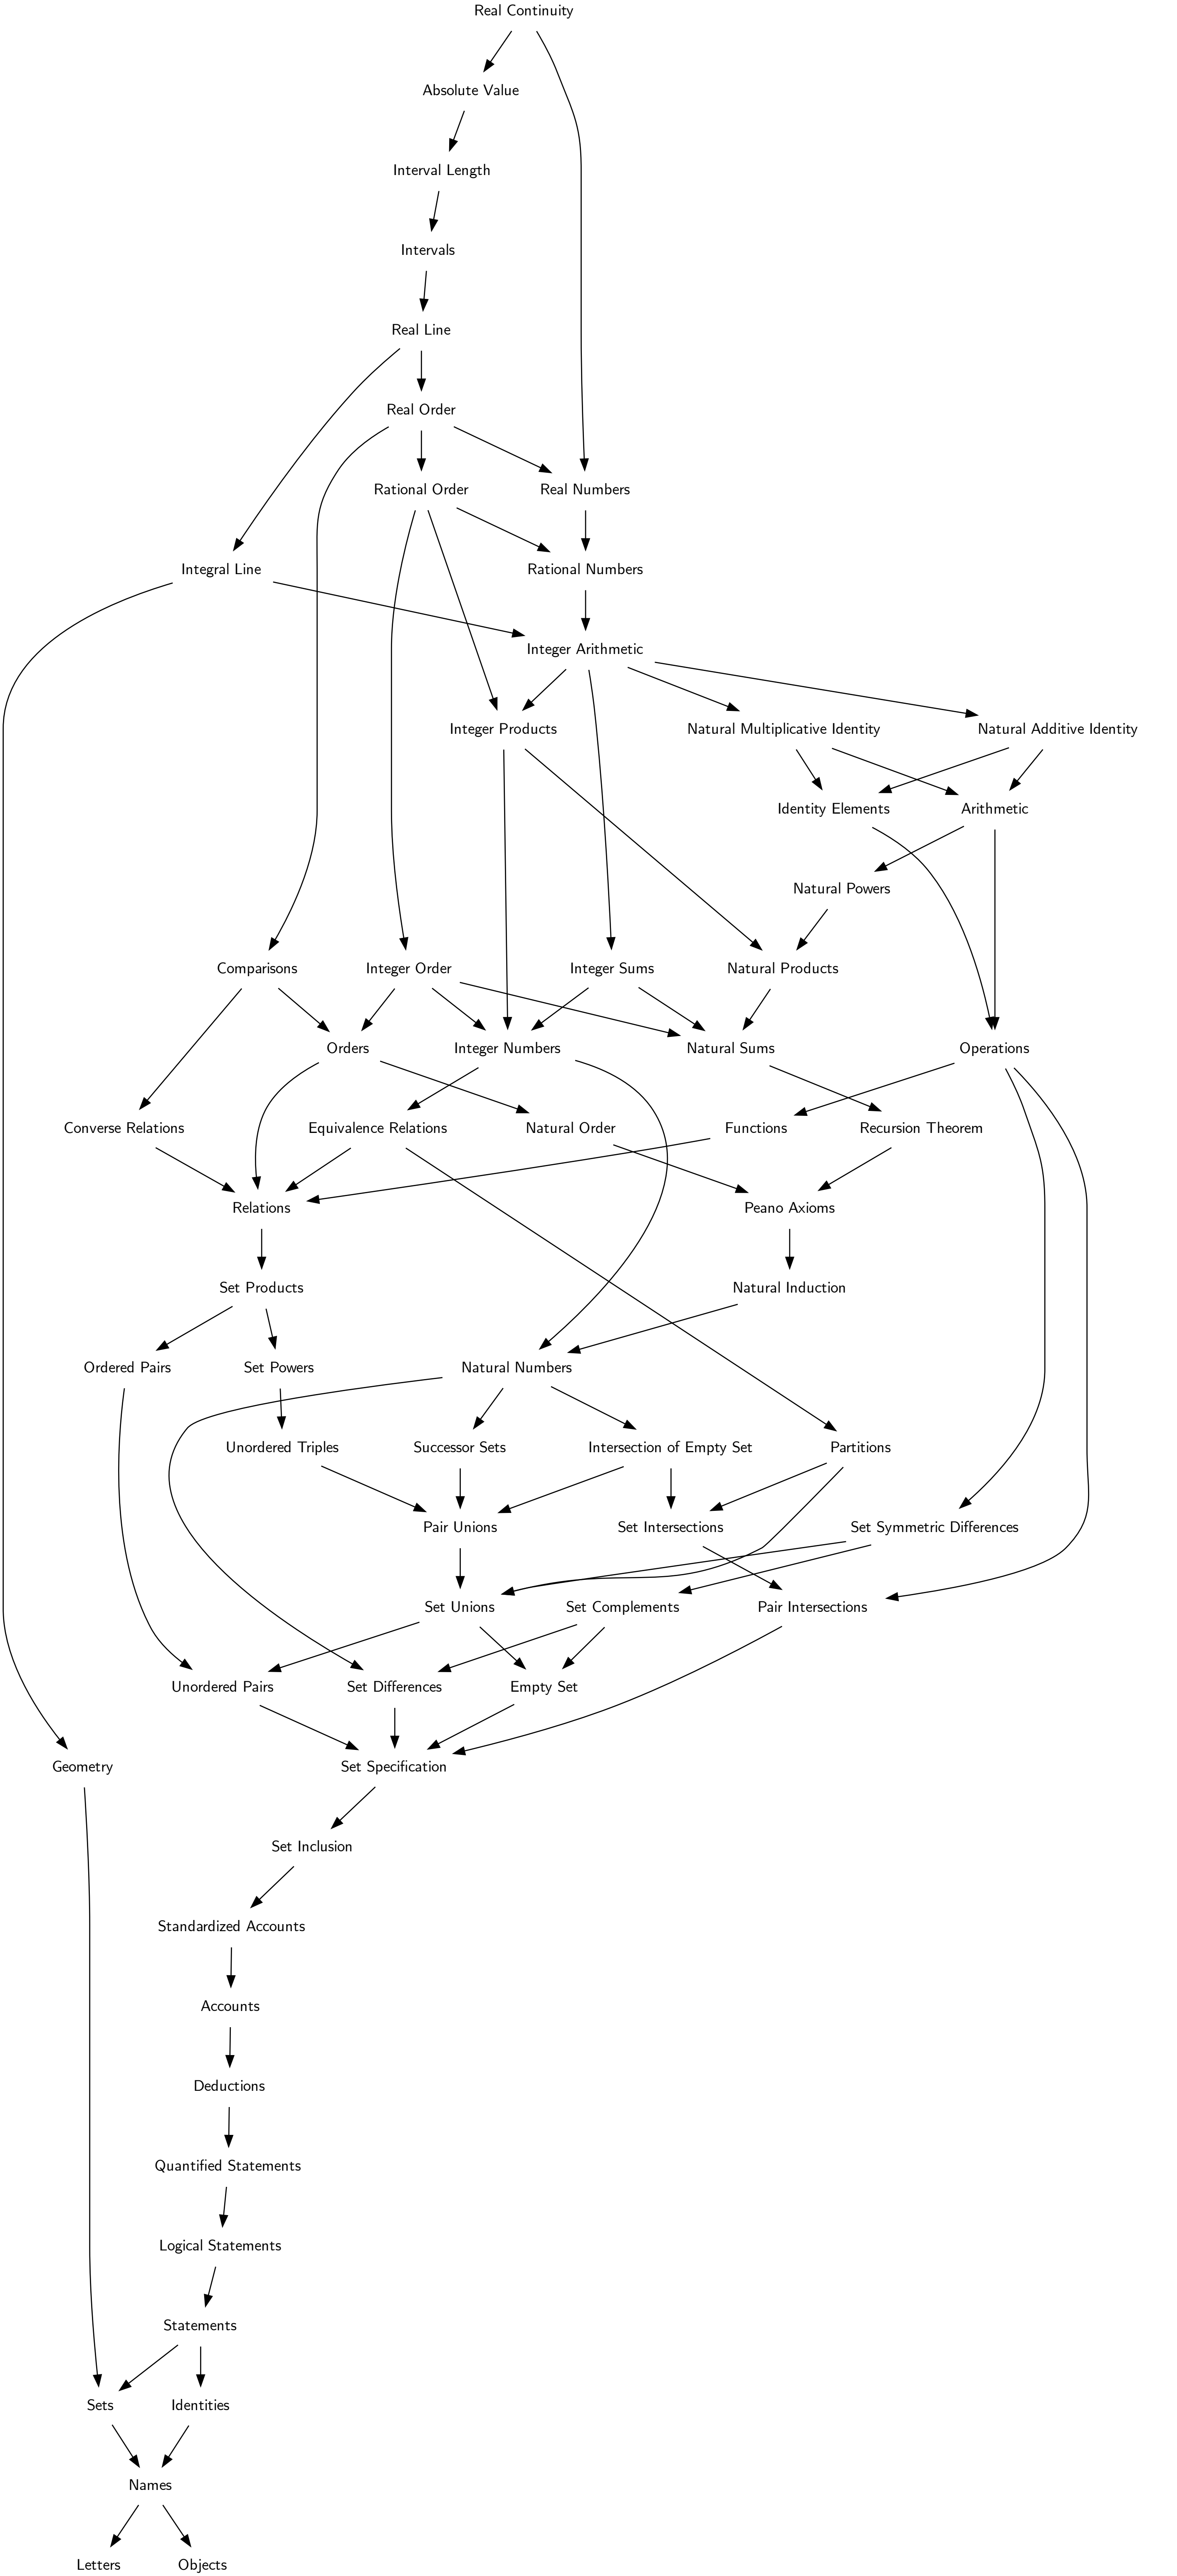 Real Continuity
Absolute Value
Interval Length
Intervals
Real Line
Real Order
Rational Order
Real Numbers
Integral Line
Rational Numbers
Integer Arithmetic
Integer Products
Natural Multiplicative Identity
Natural Additive Identity
Identity Elements
Arithmetic
Natural Powers
Comparisons
Integer Order
Integer Sums
Natural Products
Orders
Integer Numbers
Natural Sums
Operations
Converse Relations
Equivalence Relations
Natural Order
Functions
Recursion Theorem
Relations
Peano Axioms
Set Products
Natural Induction
Ordered Pairs
Set Powers
Natural Numbers
Unordered Triples
Successor Sets
Intersection of Empty Set
Partitions
Pair Unions
Set Intersections
Set Symmetric Differences
Set Unions
Set Complements
Pair Intersections
Unordered Pairs
Set Differences
Empty Set
Geometry
Set Specification
Set Inclusion
Standardized Accounts
Accounts
Deductions
Quantified Statements
Logical Statements
Statements
Sets
Identities
Names
Letters
Objects